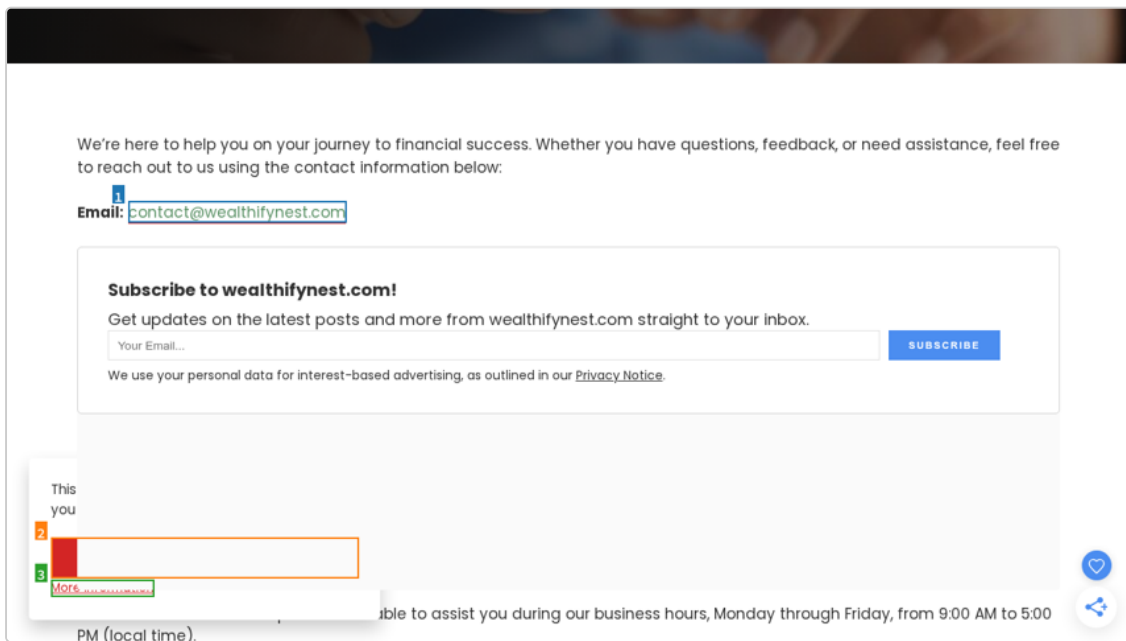 We're here to help you on your journey to financial success. Whether you have questions, feedback, or need assistance, feel free
to reach out to us using the contact information below:
1
Email: contact@wealthifynest.com
Subscribe to wealthifynest.com!
Get updates on the latest posts and more from wealthifynest.com straight to your inbox.
Your Email...
SUBSCRIBE
We use your personal data for interest-based advertising, as outlined in our Privacy Notice.
This
you
2
3
More information
able to assist you during our business hours, Monday through Friday, from 9:00 AM to 5:00
PM (local time).